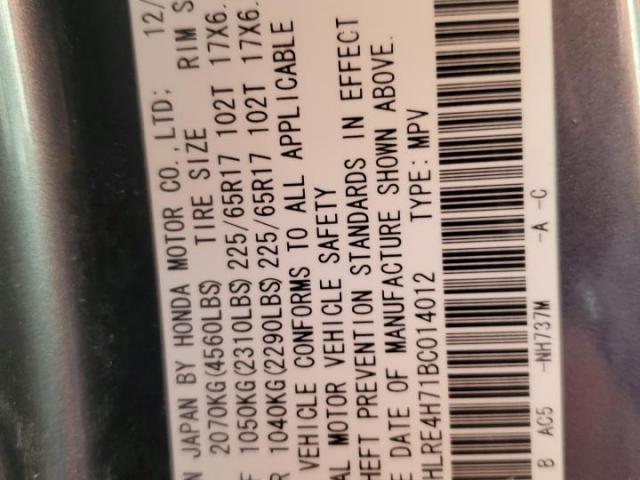 N JAPAN BY HONDA MOTOR CO.,LTD; 12/
2070KG(4560LBS) TIRE SIZE RIM S
F 1050KG(2310LBS) 225/65R17 102T 17X6.
R 1040KG(2290LBS) 225/65R17 102T 17X6.
VEHICLE CONFORMS TO ALL APPLICABLE
AL MOTOR VEHICLE SAFETY
HEFT PREVENTION STANDARDS IN EFFECT
E DATE OF MANUFACTURE SHOWN ABOVE.
HLRE4H71BC014012 TYPE: MPV
B AC5 -NH737M -A -C